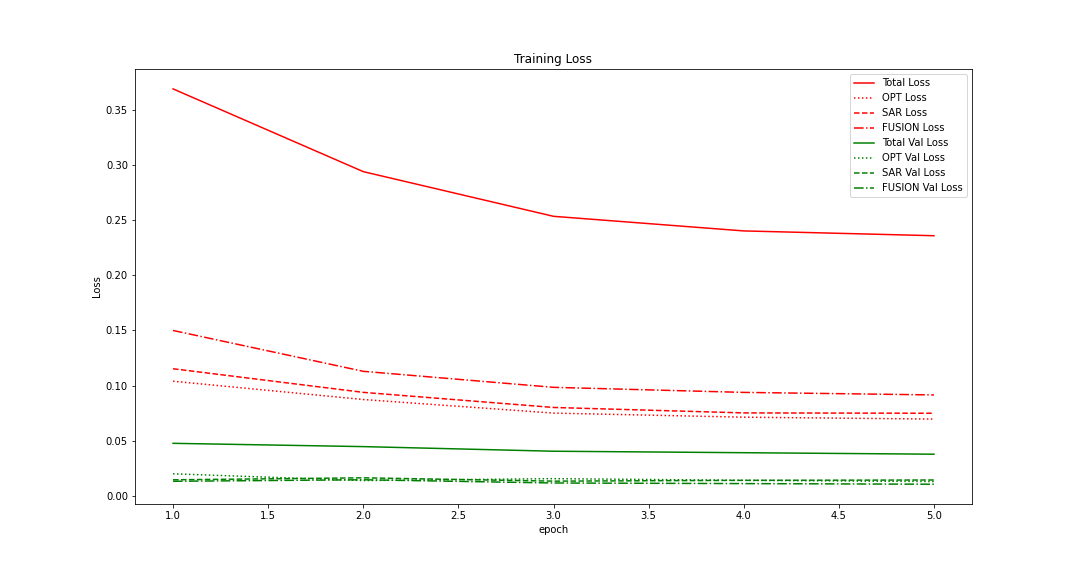 Training Loss
Total Loss
OPT Loss
SAR Loss
FUSION Loss
Total Val Loss
OPT Val Loss
SAR Val Loss
FUSION Val Loss
0.35
0.30
0.25
0.20
0.15
0.10
0.05
0.00
Loss
1.0 1.5 2.0 2.5 3.0 3.5 4.0 4.5 5.0
epoch